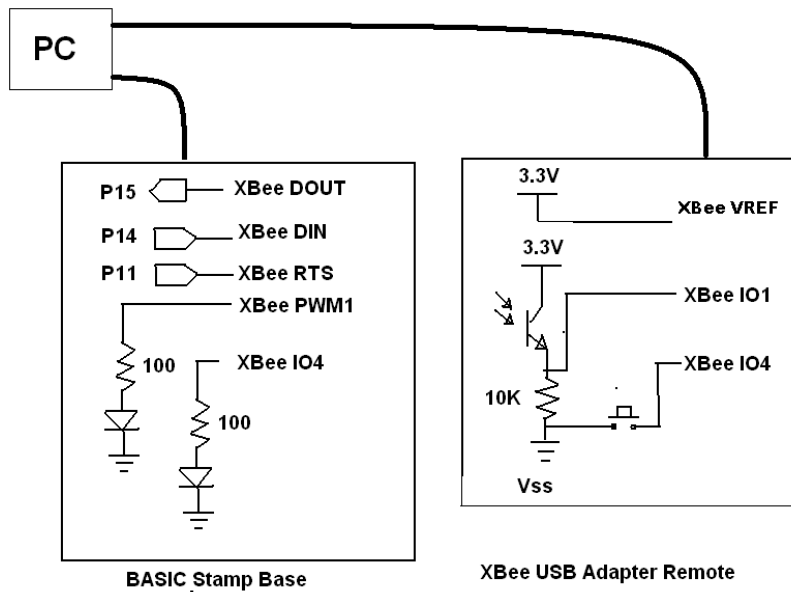 PC
P15
XBee DOUT
P14
XBee DIN
P11
XBee RTS
XBee PWM1
100
XBee IO4
100
BASIC Stamp Base
3.3V
XBee VREF
3.3V
XBee IO1
XBee IO4
10K
Vss
XBee USB Adapter Remote